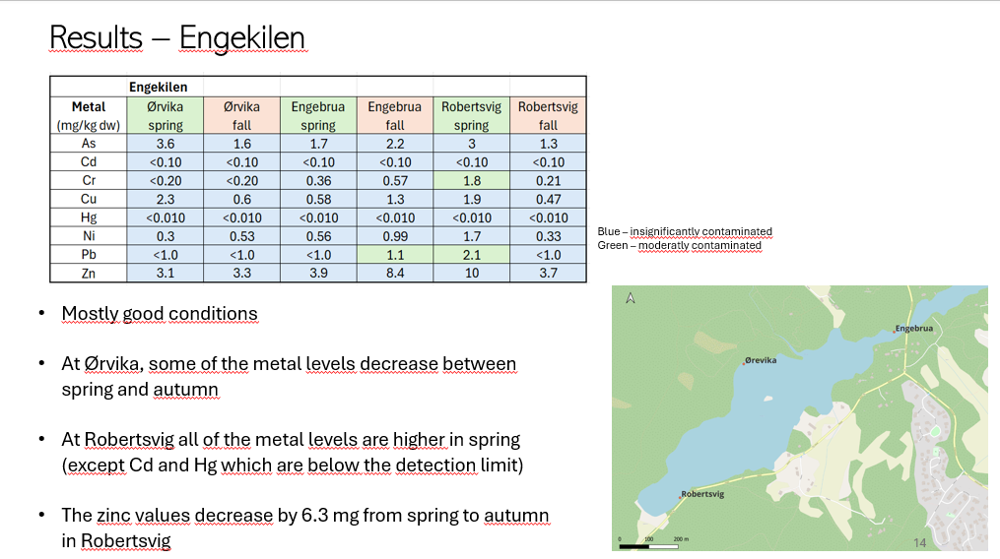 Results – Engekilen
Engekilen
Metal (mg/kg dw) Ørvika spring Ørvika fall Engebrua spring Engebrua fall Robertsvig spring Robertsvig fall
As 3.6 1.6 1.7 2.2 3 1.3
Cd <0.10 <0.10 <0.10 <0.10 <0.10 <0.10
Cr <0.20 <0.20 0.36 0.57 1.8 0.21
Cu 2.3 0.6 0.58 1.3 1.9 0.47
Hg <0.010 <0.010 <0.010 <0.010 <0.010 <0.010
Ni 0.3 0.53 0.56 0.99 1.7 0.33
Pb <1.0 <1.0 <1.0 1.1 2.1 <1.0
Zn 3.1 3.3 3.9 8.4 10 3.7
Blue – insignificantly contaminated
Green – moderatly contaminated
• Mostly good conditions
• At Ørvika, some of the metal levels decrease between
spring and autumn
• At Robertsvig all of the metal levels are higher in spring
(except Cd and Hg which are below the detection limit)
• The zinc values decrease by 6.3 mg from spring to autumn
in Robertsvig
Engebrua
Ørevika
Robertsvig
0 100 200 m
14